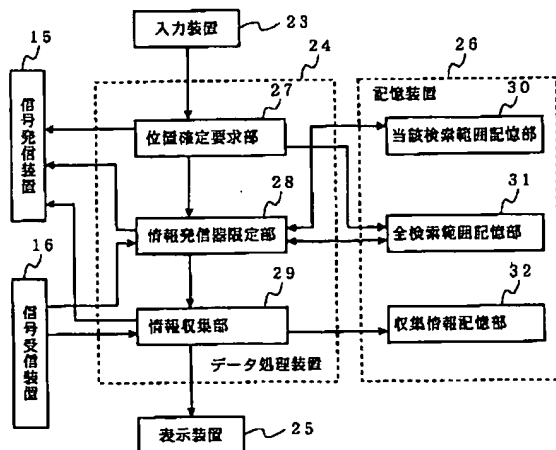 入力装置
23
15
信号発信装置
24
27
位置確定要求部
28
情報発信器限定部
16
信号受信装置
29
情報収集部
データ処理装置
表示装置
25
26
記憶装置
30
当該検索範囲記憶部
31
全検索範囲記憶部
32
収集情報記憶部